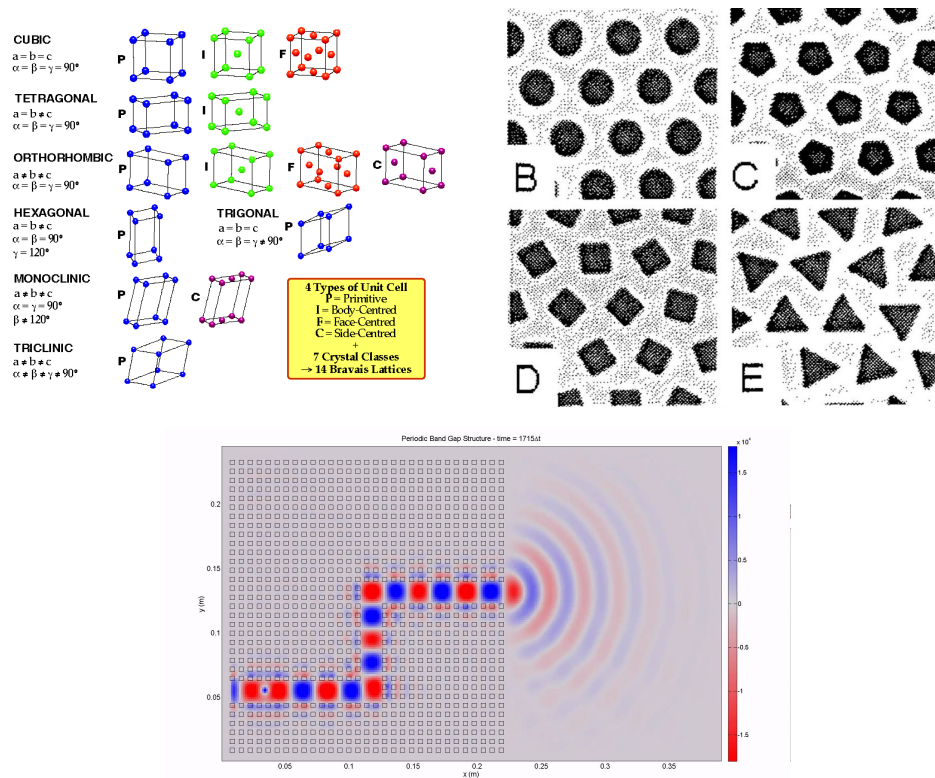 CUBIC
a = b = c
α = β = γ = 90°
P
I
F
TETRAGONAL
a = b ≠ c
α = β = γ = 90°
P
I
ORTHORHOMBIC
a ≠ b ≠ c
α = β = γ = 90°
P
I
F
C
HEXAGONAL
a = b ≠ c
α = β = 90°
γ = 120°
P
TRIGONAL
a = b = c
α = β = γ ≠ 90°
P
MONOCLINIC
a ≠ b ≠ c
α = γ = 90°
β ≠ 120°
P
C
TRICLINIC
a ≠ b ≠ c
α ≠ β ≠ γ ≠ 90°
P
4 Types of Unit Cell
P = Primitive
I = Body-Centred
F = Face-Centred
C = Side-Centred
+
7 Crystal Classes
→ 14 Bravais Lattices
B
C
D
E
Periodic Band Gap Structure - time = 1715Δt
y (m)
0.2
0.15
0.1
0.05
0.05
0.1
0.15
0.2
0.25
0.3
0.35
x (m)
1.5
1
0.5
0
-0.5
-1
-1.5